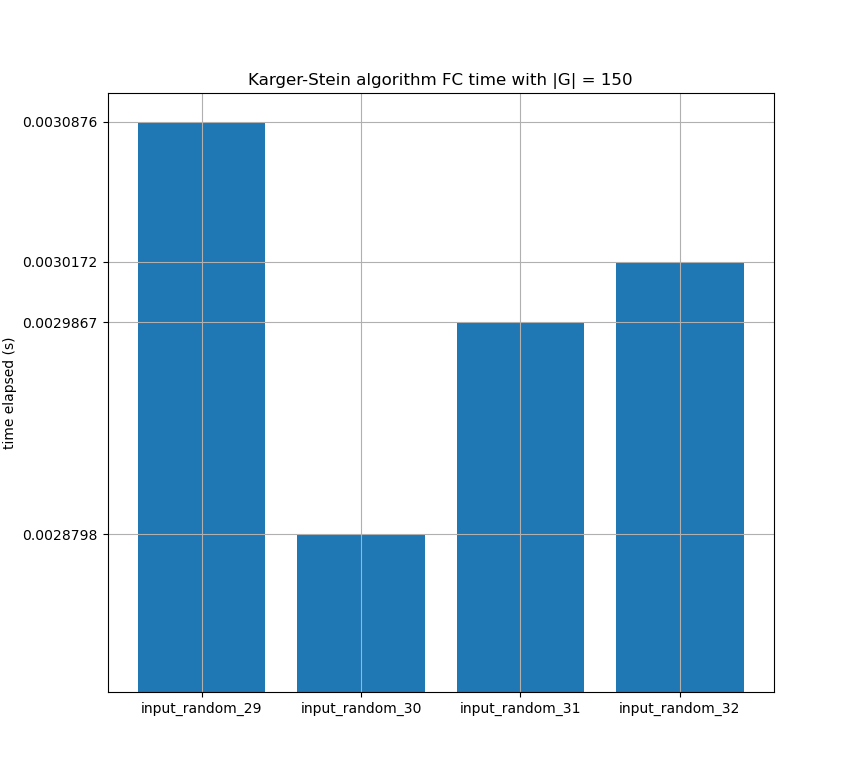 Karger-Stein algorithm FC time with |G| = 150
0.0030876
0.0030172
0.0029867
time elapsed (s)
0.0028798
input_random_29
input_random_30
input_random_31
input_random_32